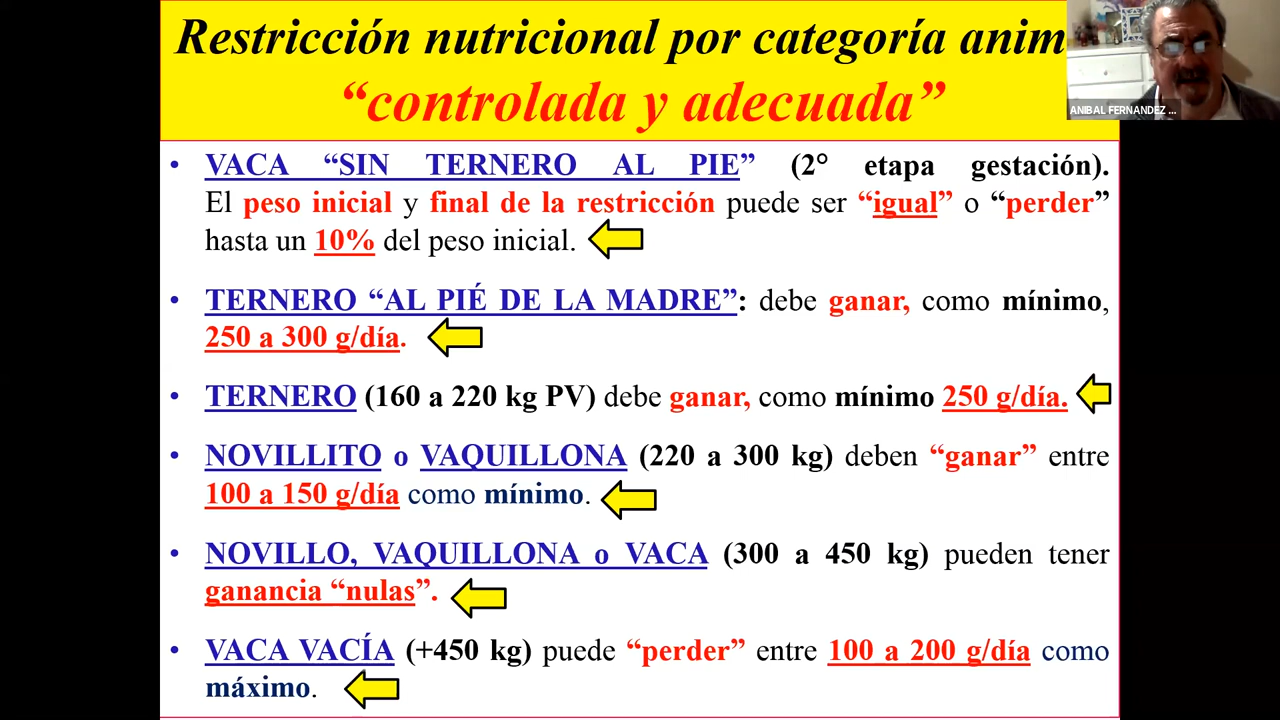 Restricción nutricional por categoría anim
“controlada y adecuada”
ANIBAL FERNANDEZ ...
• VACA “SIN TERNERO AL PIE” (2° etapa gestación).
El peso inicial y final de la restricción puede ser “igual” o “perder”
hasta un 10% del peso inicial.
• TERNERO “AL PIÉ DE LA MADRE”: debe ganar, como mínimo,
250 a 300 g/día.
• TERNERO (160 a 220 kg PV) debe ganar, como mínimo 250 g/día.
• NOVILLITO o VAQUILLONA (220 a 300 kg) deben “ganar” entre
100 a 150 g/día como mínimo.
• NOVILLO, VAQUILLONA o VACA (300 a 450 kg) pueden tener
ganancia “nulas”.
• VACA VACÍA (+450 kg) puede “perder” entre 100 a 200 g/día como
máximo.